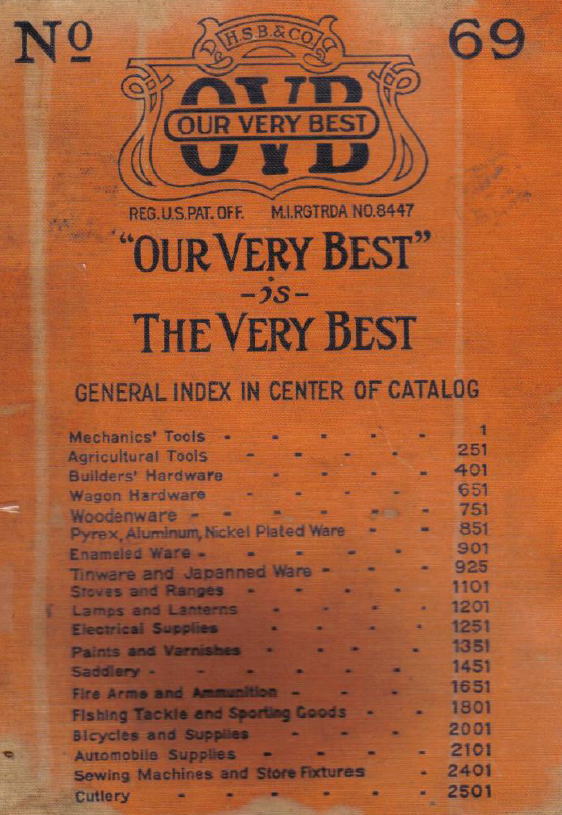 No 69
H.S.B.& CO.
OVB
OUR VERY BEST
REG. U.S. PAT. OFF. M.I.RGTRDA NO.8447
"OUR VERY BEST"
-is-
THE VERY BEST
GENERAL INDEX IN CENTER OF CATALOG
Mechanics' Tools - - - - - 1
Agricultural Tools - - - - - 251
Builders' Hardware - - - - - 401
Wagon Hardware - - - - - 651
Woodenware - - - - - - 751
Pyrex, Aluminum, Nickel Plated Ware - - 851
Enameled Ware - - - - - - 901
Tinware and Japanned Ware - - - 925
Stoves and Ranges - - - - - 1101
Lamps and Lanterns - - - - 1201
Electrical Supplies - - - - 1251
Paints and Varnishes - - - - 1351
Saddlery - - - - - - 1451
Fire Arms and Ammunition - - - 1651
Fishing Tackle and Sporting Goods - - 1801
Bicycles and Supplies - - - - 2001
Automobile Supplies - - - - 2101
Sewing Machines and Store Fixtures - 2401
Cutlery - - - - - - 2501